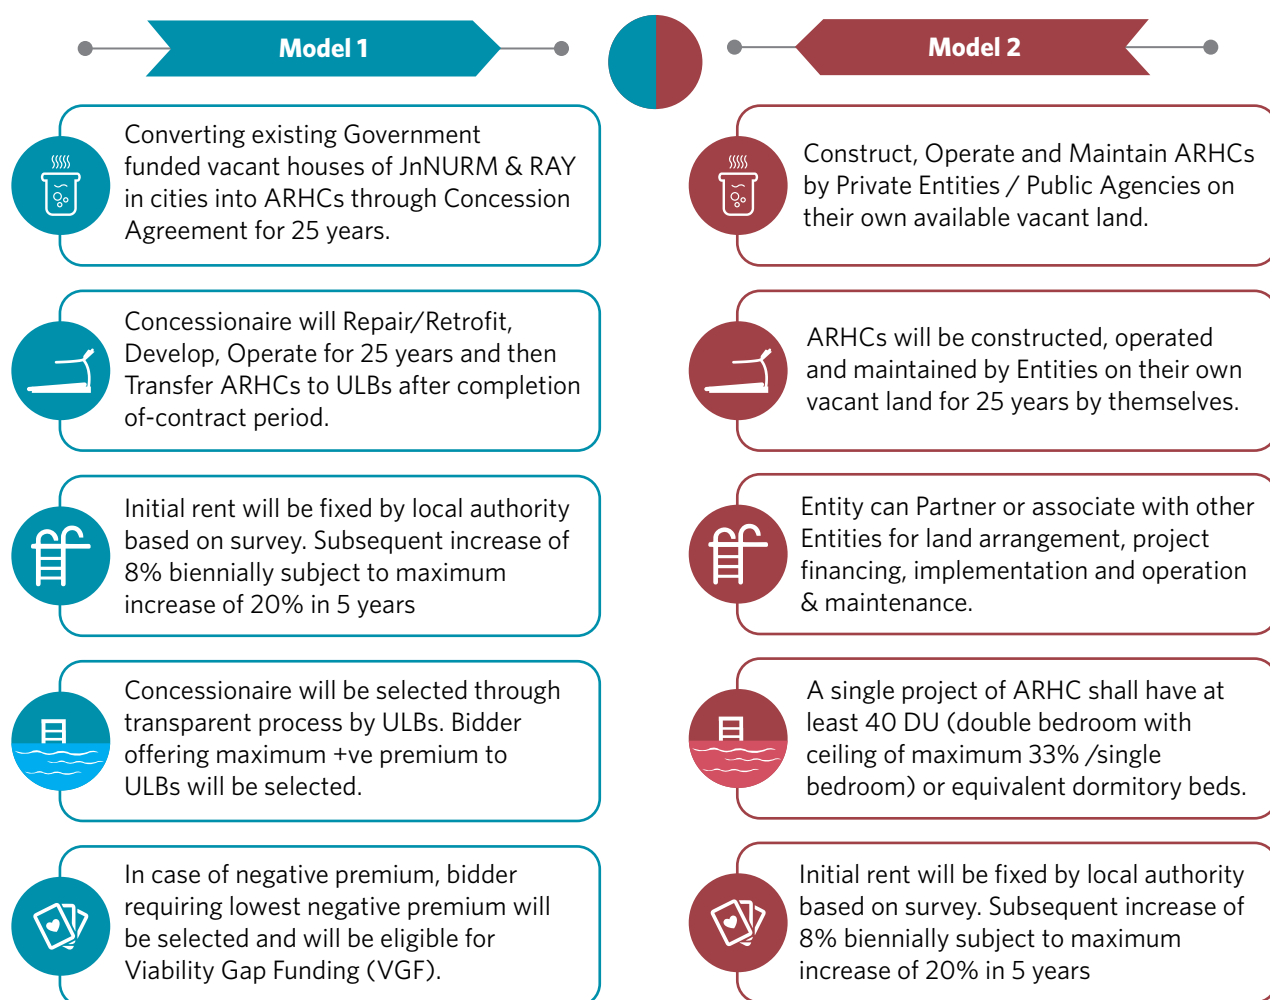 Model 1
Converting existing Government
funded vacant houses of JnNURM & RAY
in cities into ARHCs through Concession
Agreement for 25 years.
Concessionaire will Repair/Retrofit,
Develop, Operate for 25 years and then
Transfer ARHCs to ULBs after completion
of-contract period.
Initial rent will be fixed by local authority
based on survey. Subsequent increase of
8% biennially subject to maximum
increase of 20% in 5 years
Concessionaire will be selected through
transparent process by ULBs. Bidder
offering maximum +ve premium to
ULBs will be selected.
In case of negative premium, bidder
requiring lowest negative premium will
be selected and will be eligible for
Viability Gap Funding (VGF).
Model 2
Construct, Operate and Maintain ARHCs
by Private Entities / Public Agencies on
their own available vacant land.
ARHCs will be constructed, operated
and maintained by Entities on their own
vacant land for 25 years by themselves.
Entity can Partner or associate with other
Entities for land arrangement, project
financing, implementation and operation
& maintenance.
A single project of ARHC shall have at
least 40 DU (double bedroom with
ceiling of maximum 33% /single
bedroom) or equivalent dormitory beds.
Initial rent will be fixed by local authority
based on survey. Subsequent increase of
8% biennially subject to maximum
increase of 20% in 5 years